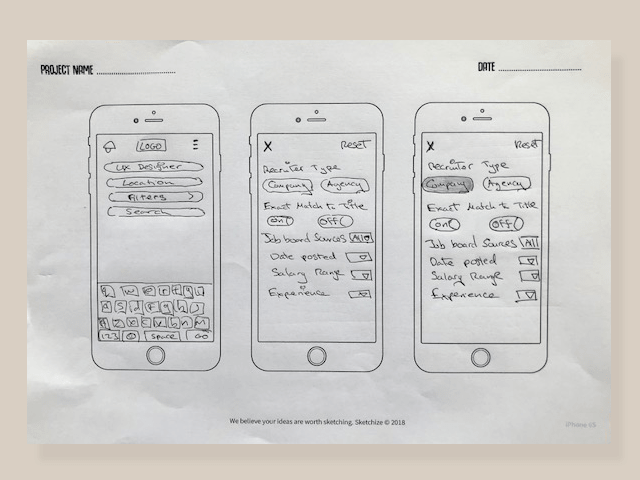 PROJECT NAME
DATE
LOGO
UX Designer
Location
Filters >
Search
q w e r t y u
a s d f g h j
z x c v b n m
123 space GO
X Reset
Recruiter Type
Company Agency
Exact Match to Title
on Off
Job board Sources All
Date posted
Salary Range
Experience
X Reset
Recruiter Type
Company Agency
Exact Match to Title
on Off
Job board Sources All
Date posted
Salary Range
Experience
We believe your ideas are worth sketching. Sketchize © 2018